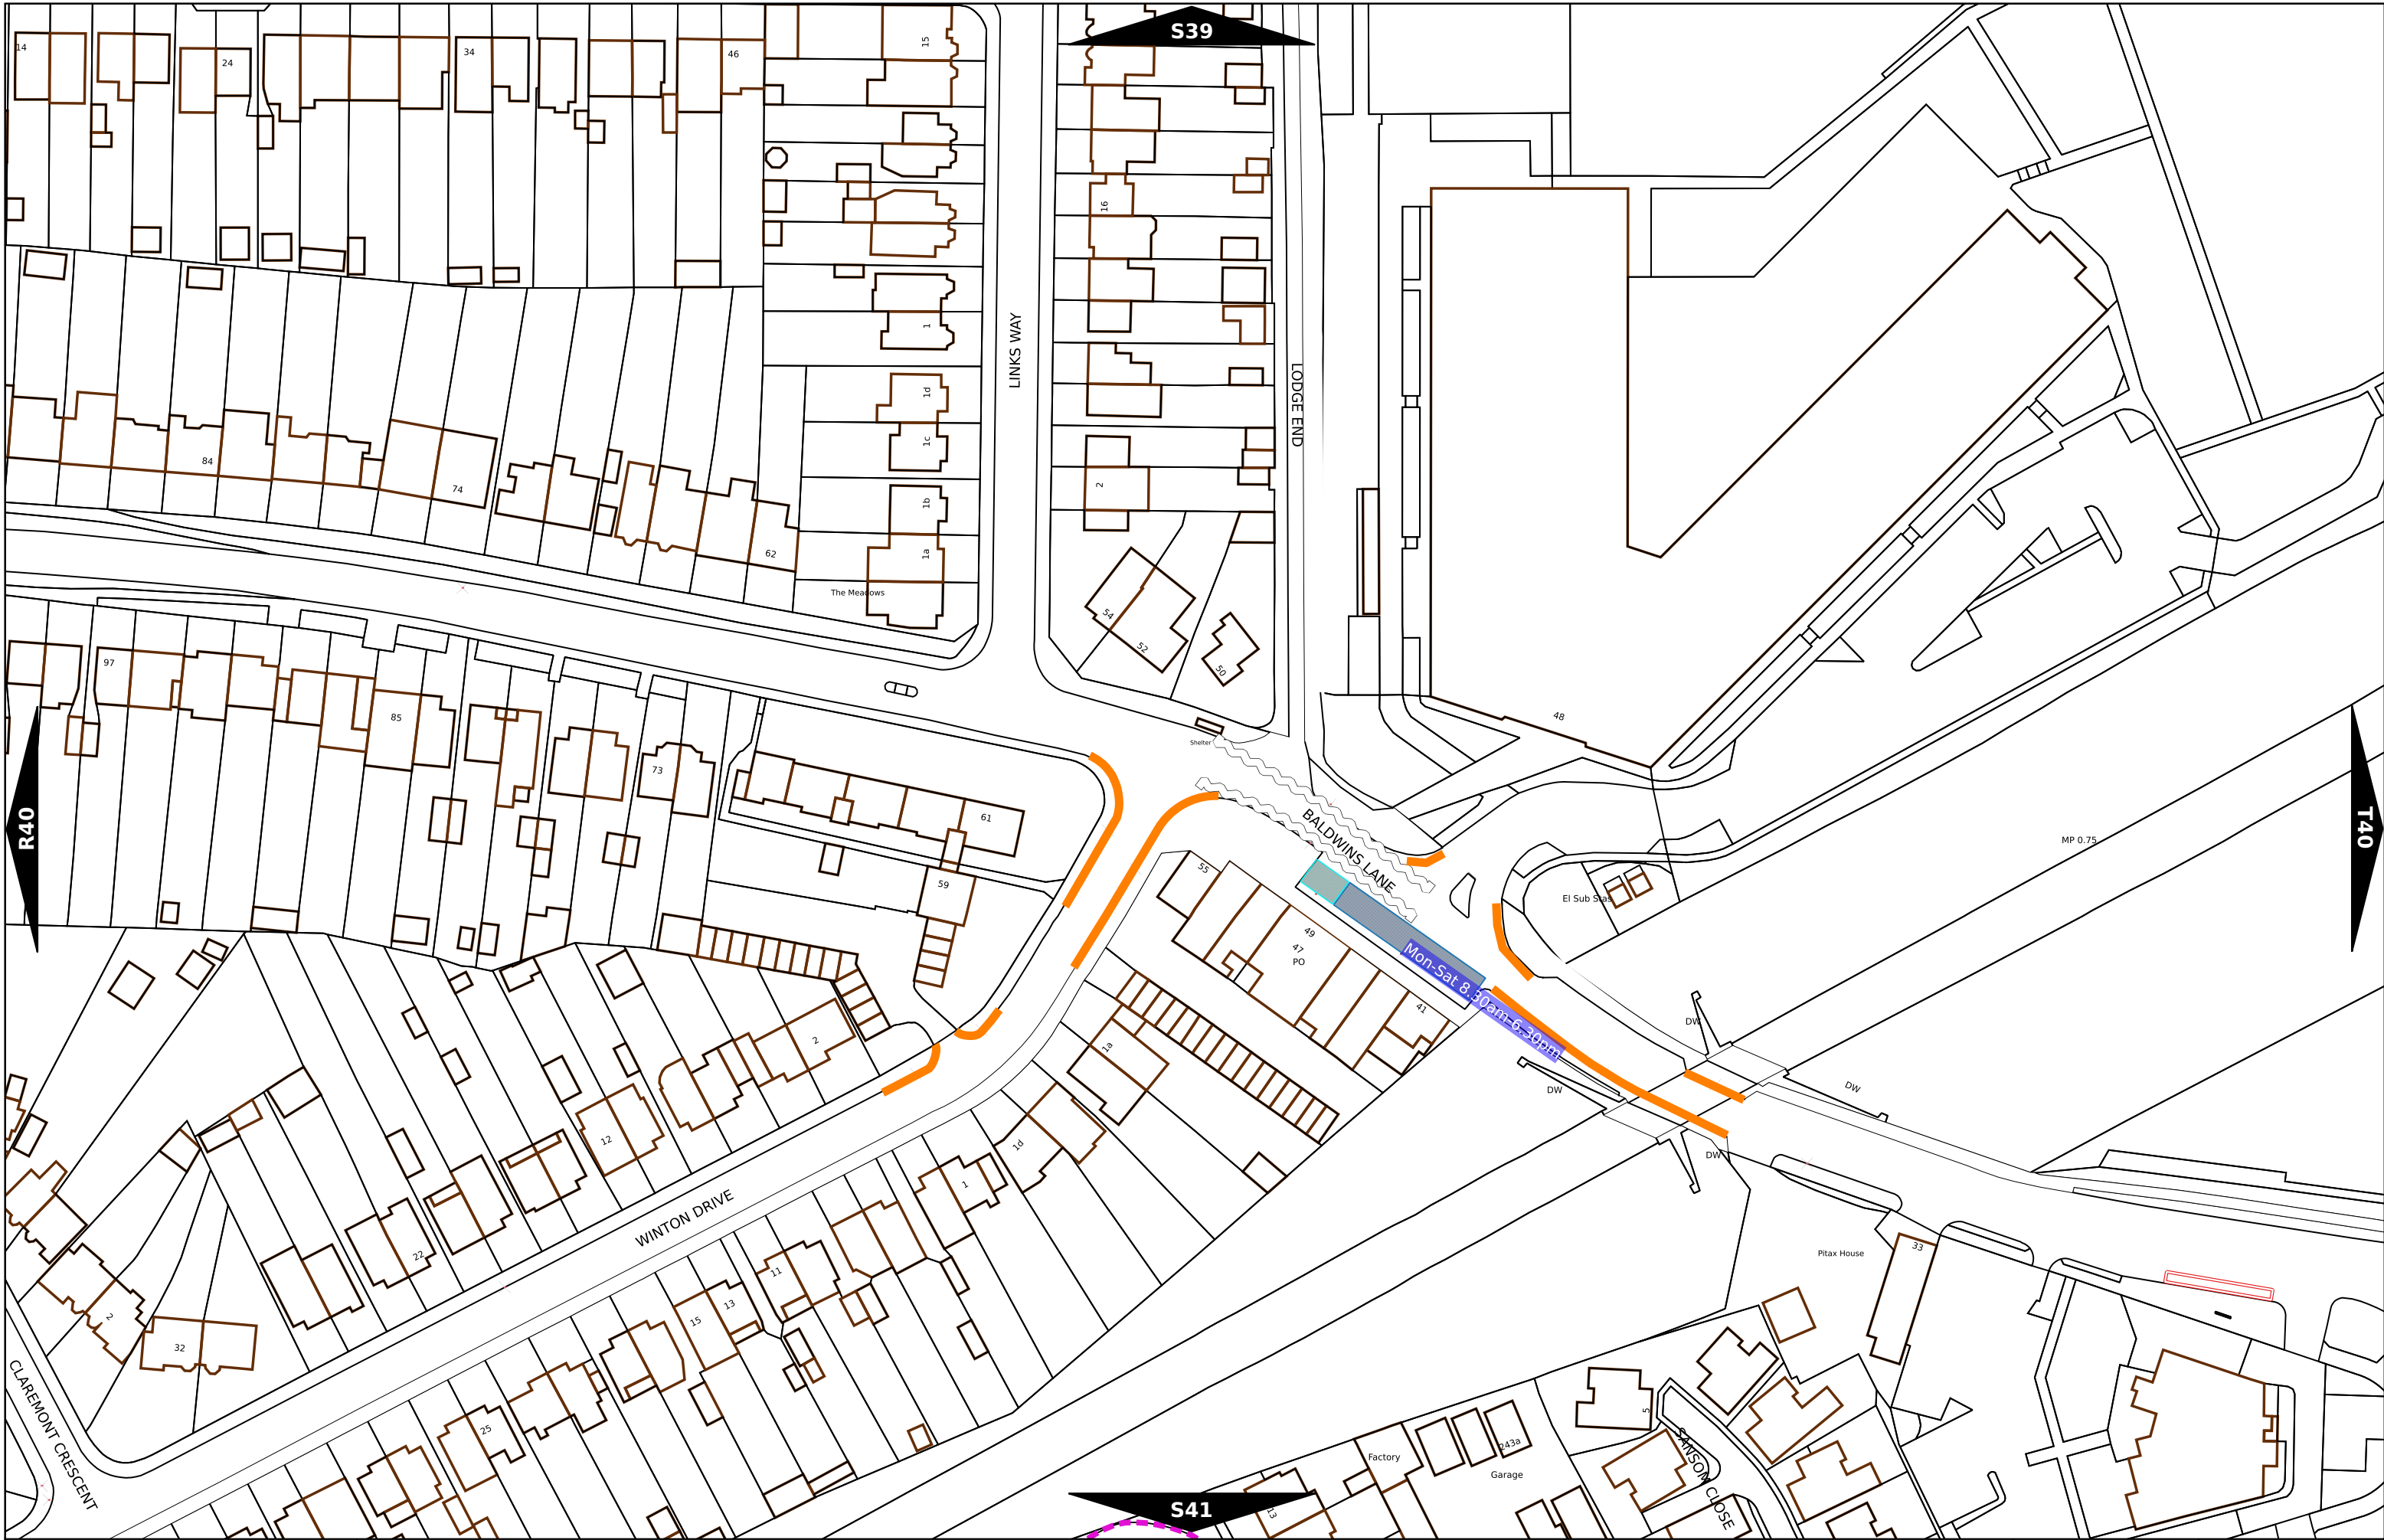 S39
14
24
34
46
15
16
LINKS WAY
LODGE END
1
1d
1c
1b
1a
2
84
74
62
The Meadows
54
52
50
97
85
73
61
59
Shelter
48
BALDWINS LANE
R40
T40
MP 0.75
El Sub Stas
55
49
47
PO
41
Mon-Sat 8.30am-6.30pm
DW
DW
DW
DW
2
1a
1d
12
1
22
WINTON DRIVE
11
13
15
2
32
25
Pitax House
33
CLAREMONT CRESCENT
5
SANSOM CLOSE
Factory
243a
Garage
13
S41